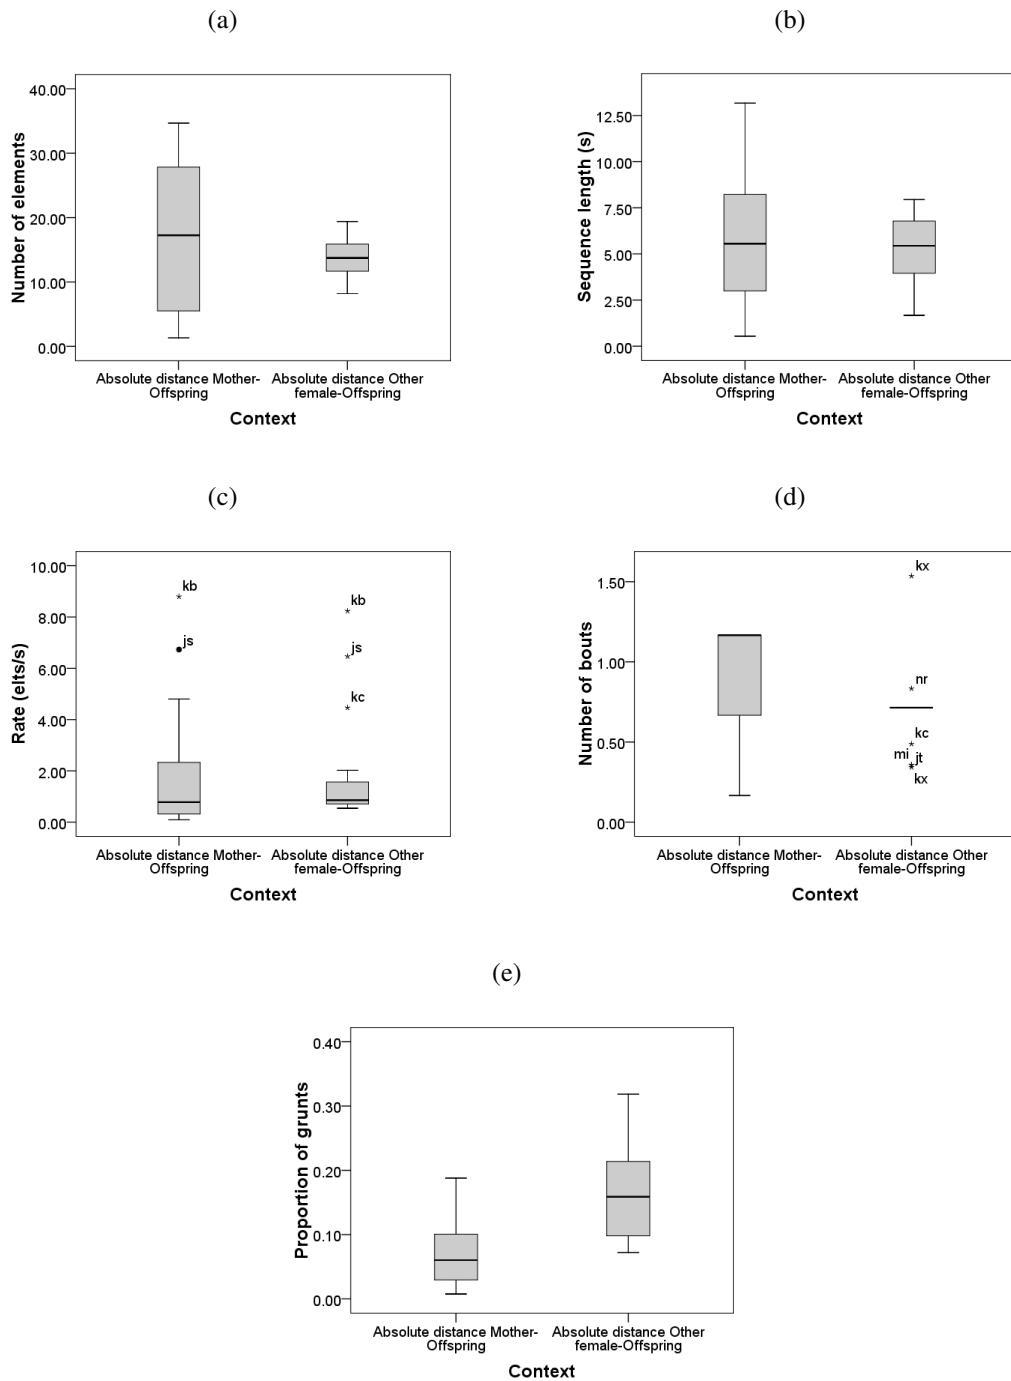 (a)
40.00
30.00
20.00
10.00
0.00
Number of elements
Absolute distance Mother-
Offspring
Absolute distance Other
female-Offspring
Context
(b)
12.50
10.00
7.50
5.00
2.50
0.00
Sequence length (s)
Absolute distance Mother-
Offspring
Absolute distance Other
female-Offspring
Context
(c)
10.00
8.00
6.00
4.00
2.00
0.00
Rate (elts/s)
kb
js
kb
js
kc
Absolute distance Mother-
Offspring
Absolute distance Other
female-Offspring
Context
(d)
1.50
1.00
0.50
0.00
Number of bouts
kx
nr
kc
mi
jt
kx
Absolute distance Mother-
Offspring
Absolute distance Other
female-Offspring
Context
(e)
0.40
0.30
0.20
0.10
0.00
Proportion of grunts
Absolute distance Mother-
Offspring
Absolute distance Other
female-Offspring
Context